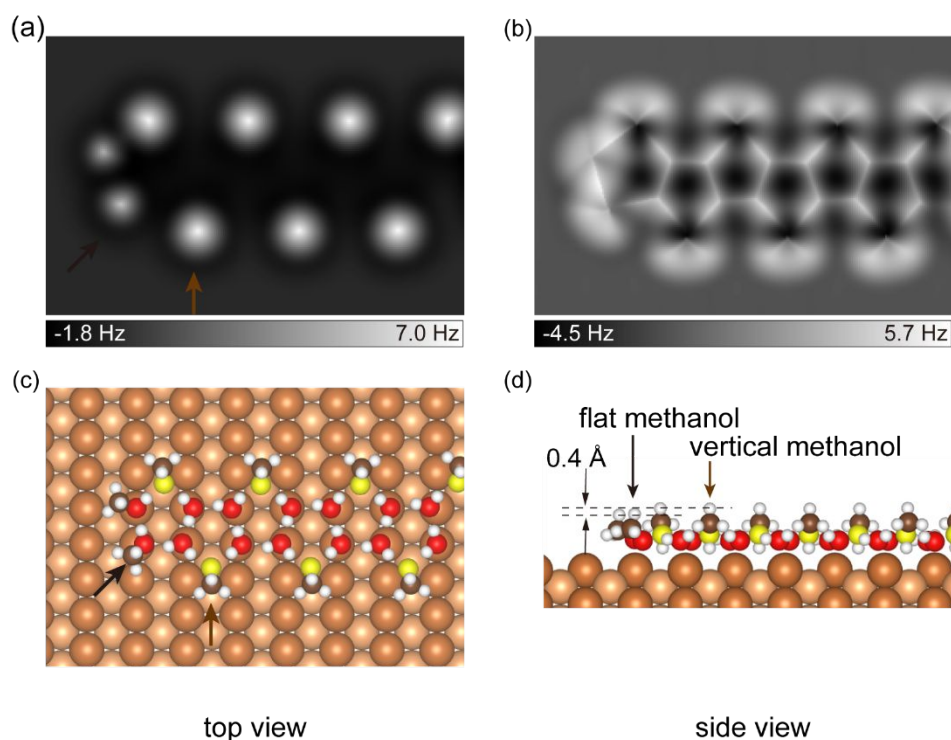 (a)
(b)
-1.8 Hz 7.0 Hz
-4.5 Hz 5.7 Hz
(c)
(d)
flat methanol
0.4 Å
vertical methanol
top view
side view